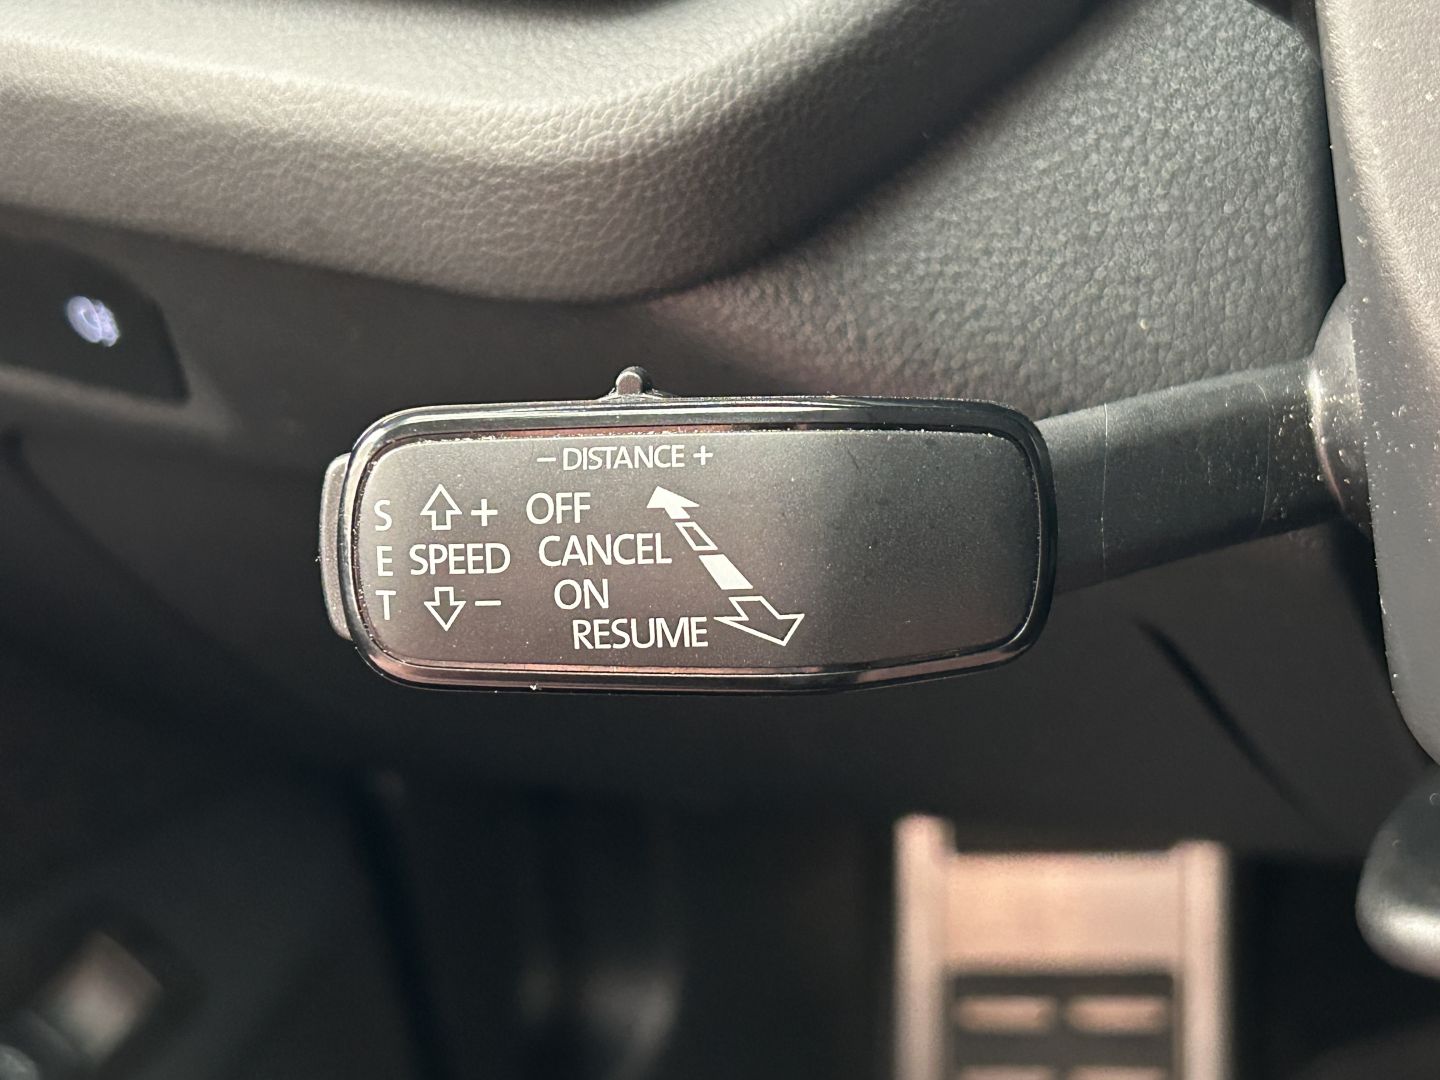 – DISTANCE +
S + OFF
E SPEED CANCEL
T – ON
RESUME